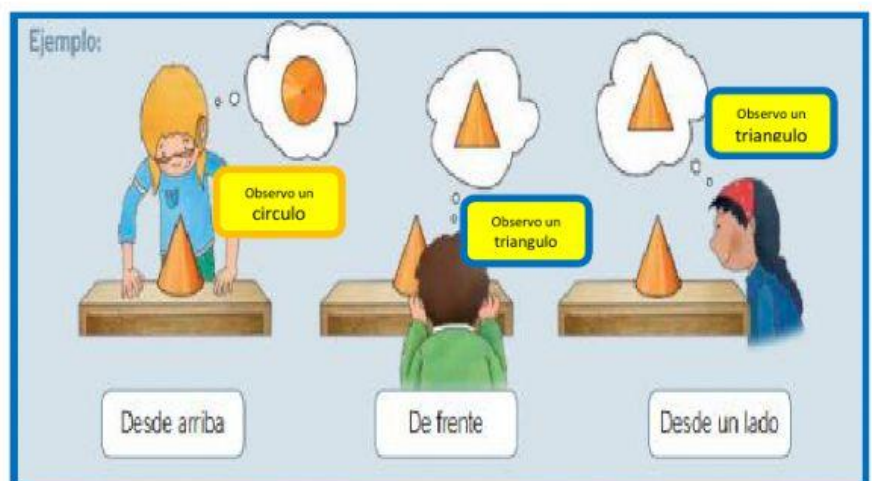 Ejemplo:
Observo un
triangulo
Observo un
circulo
Observo un
triangulo
Desde arriba
De frente
Desde un lado